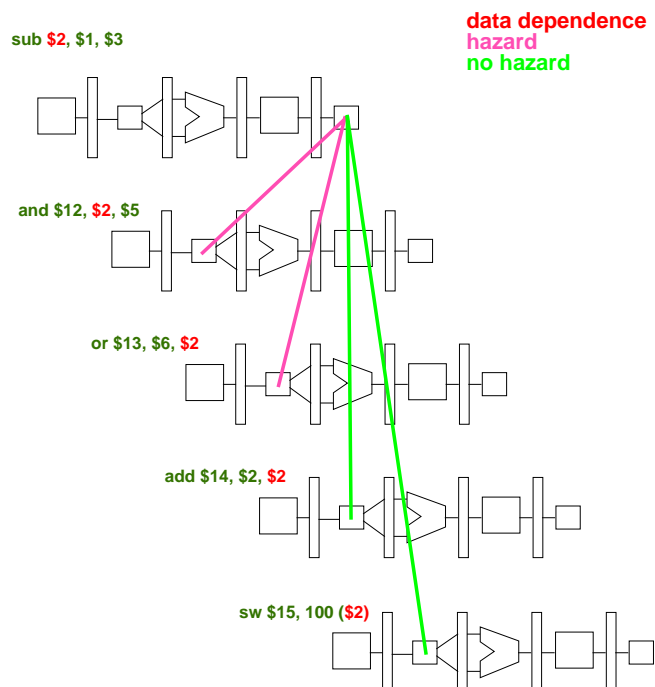 data dependence
hazard
no hazard
sub $2, $1, $3
and $12, $2, $5
or $13, $6, $2
add $14, $2, $2
sw $15, 100 ($2)